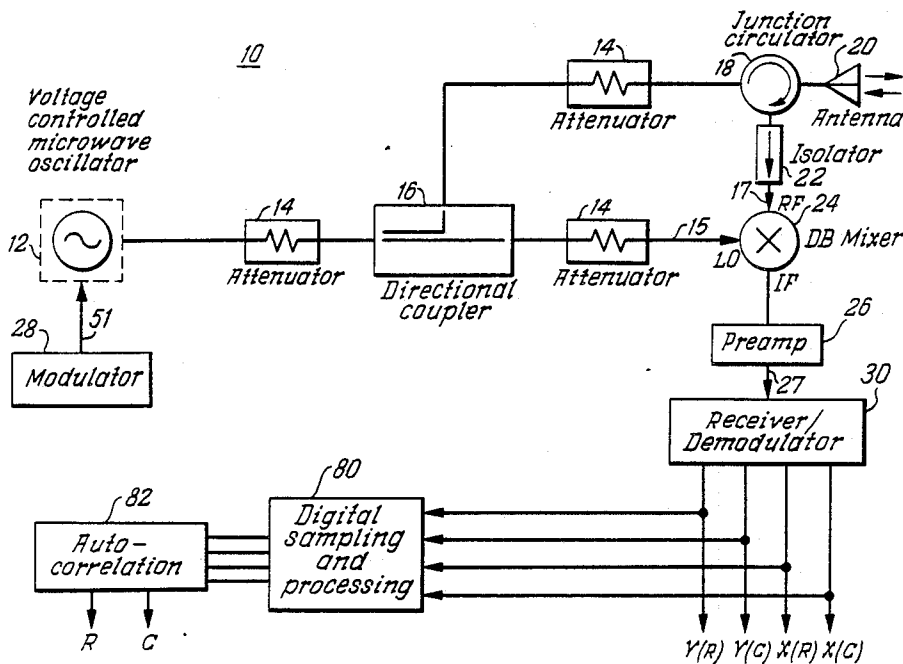 10
Voltage
controlled
microwave
oscillator
12
51
28
Modulator
14
Attenuator
16
Directional
coupler
14
Attenuator
14
Attenuator
15
Junction
circulator
18
20
Antenna
Isolator
22
17
RF
24
DB Mixer
LO
IF
26
Preamp
27
30
Receiver/
Demodulator
80
Digital
sampling
and
processing
82
Auto-
correlation
R C
Y(R) Y(C) X(R) X(C)